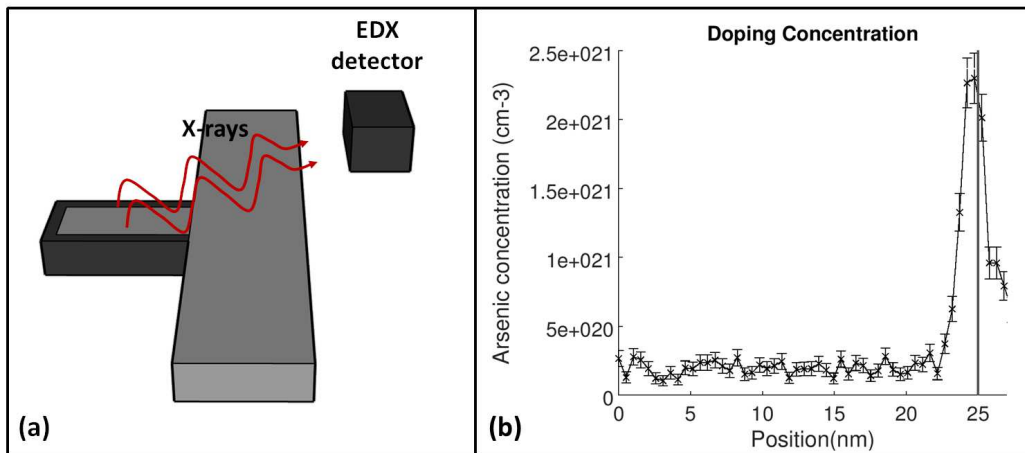 EDX
detector
X-rays
(a)
Doping Concentration
Arsenic concentration (cm-3)
2.5e+021
2e+021
1.5e+021
1e+021
5e+020
0
0 5 10 15 20 25
Position(nm)
(b)